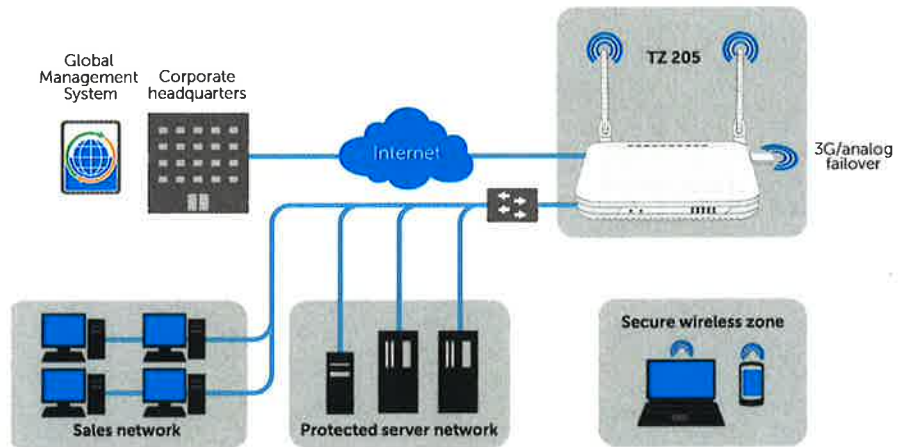 Global
Management
System
Corporate
headquarters
Internet
TZ 205
3G/analog
failover
Sales network
Protected server network
Secure wireless zone